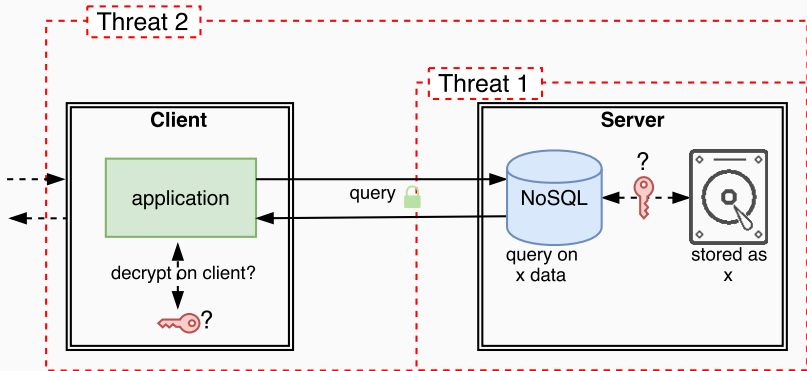 Threat 2
Threat 1
Client
Server
application
query
NoSQL
?
query on
x data
stored as
x
decrypt on client?
?